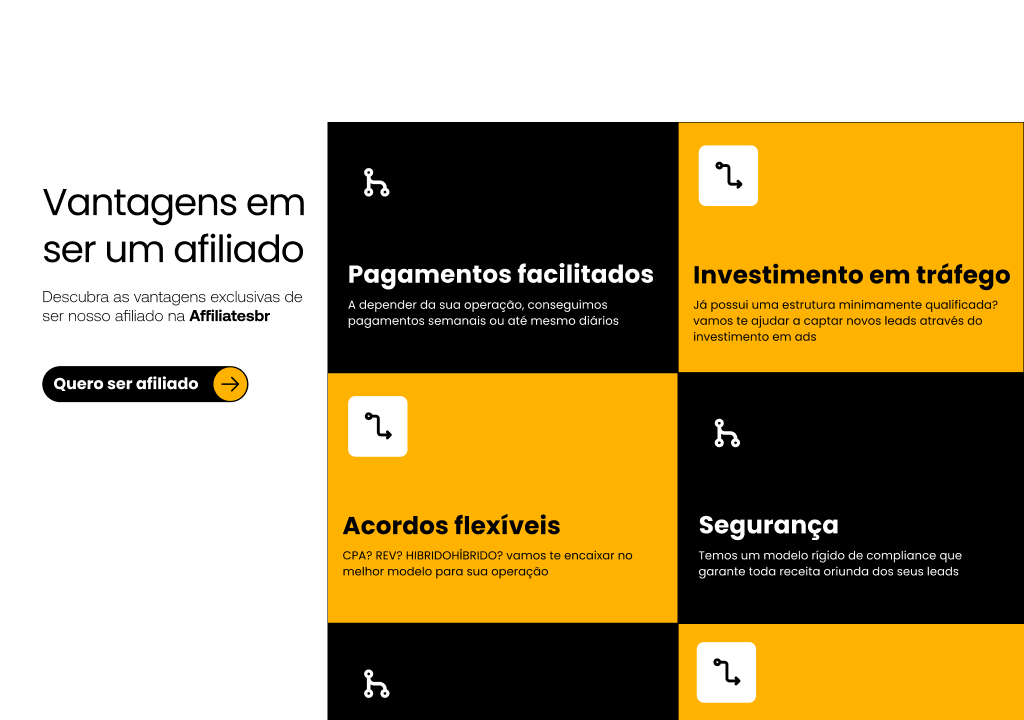 Vantagens em
ser um afiliado
Descubra as vantagens exclusivas de
ser nosso afiliado na Affiliatesbr
Quero ser afiliado
Pagamentos facilitados
A depender da sua operação, conseguimos
pagamentos semanais ou até mesmo diários
Investimento em tráfego
Já possui uma estrutura minimamente qualificada?
vamos te ajudar a captar novos leads através do
investimento em ads
Acordos flexíveis
CPA? REV? HIBRIDOHÍBRIDO? vamos te encaixar no
melhor modelo para sua operação
Segurança
Temos um modelo rígido de compliance que
garante toda receita oriunda dos seus leads